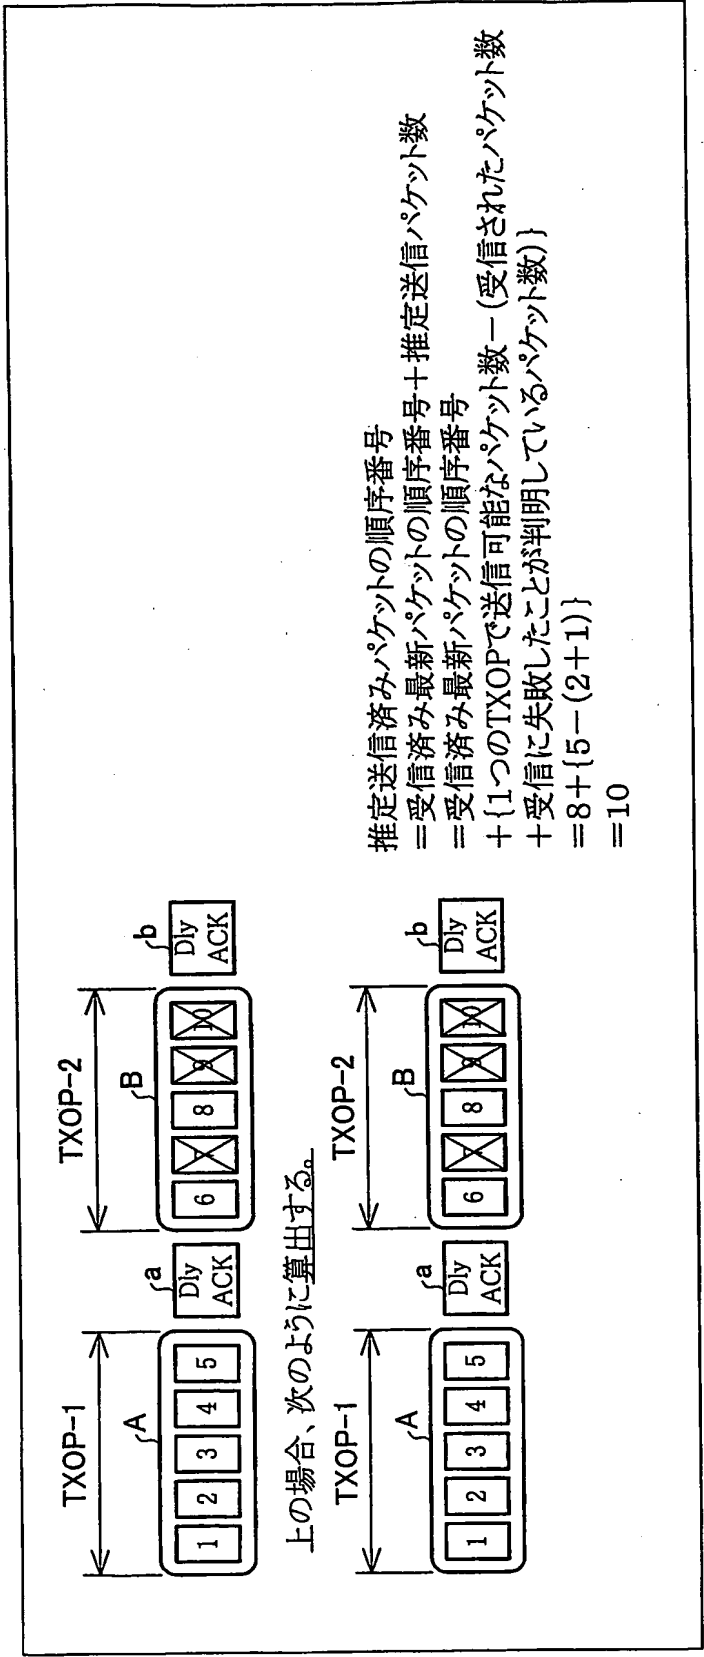 TXOP-1
TXOP-2
A
a
B
b
1 2 3 4 5
Dly
ACK
6 7 8 9 10
Dly
ACK
上の場合、次のように算出する。
TXOP-1
TXOP-2
A
a
B
b
1 2 3 4 5
Dly
ACK
6 7 8 9 10
Dly
ACK
推定送信済みパケットの順序番号
=受信済み最新パケットの順序番号+推定送信パケット数
=受信済み最新パケットの順序番号
+{1つのTXOPで送信可能なパケット数-(受信されたパケット数
+受信に失敗したことが判明しているパケット数)}
=8+{5-(2+1)}
=10